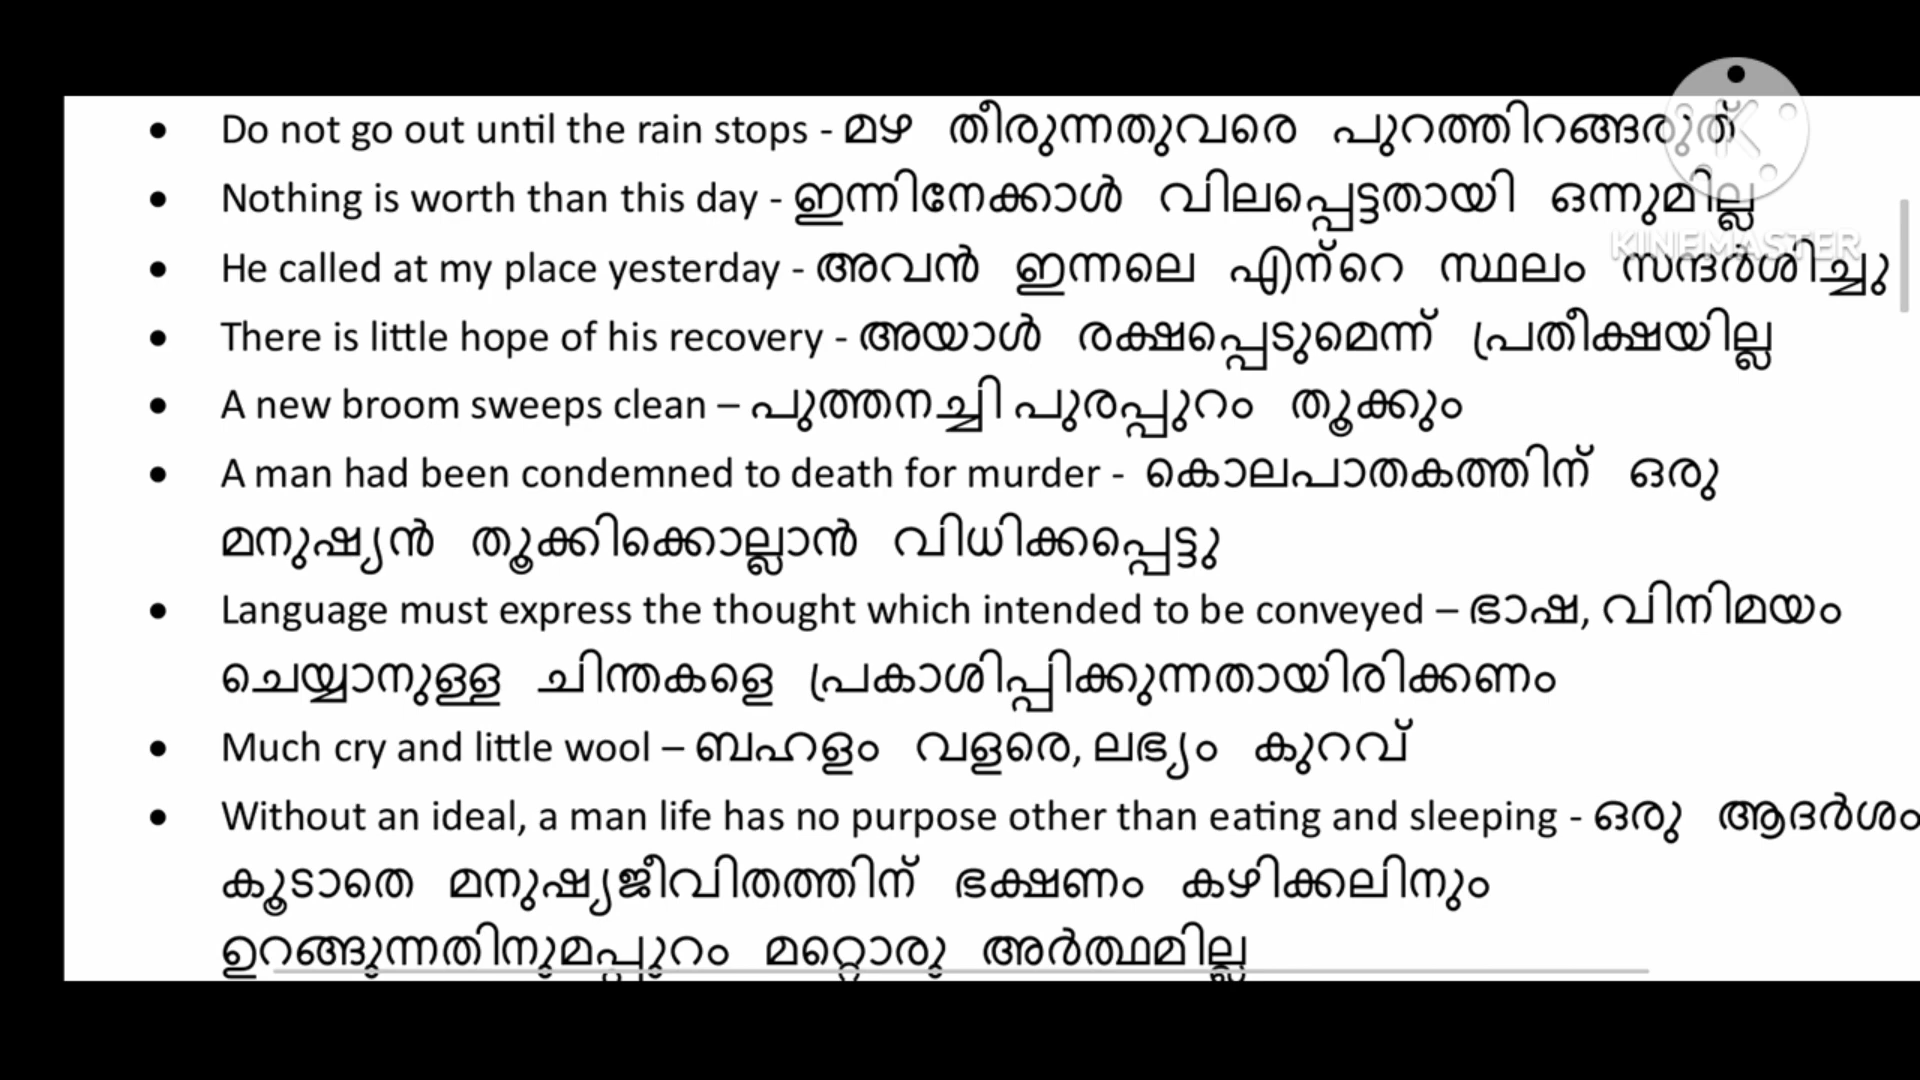 • Do not go out until the rain stops - മഴ തീരുന്നതുവരെ പുറത്തിറങ്ങരുത്
• Nothing is worth than this day - ഇന്നിനേക്കാൾ വിലപ്പെട്ടതായി ഒന്നുമില്ല
KINEMASTER
• He called at my place yesterday - അവൻ ഇന്നലെ എന്റെ സ്ഥലം സന്ദർശിച്ചു
• There is little hope of his recovery - അയാൾ രക്ഷപ്പെടുമെന്ന് പ്രതീക്ഷയില്ല
• A new broom sweeps clean – പുത്തനച്ചി പുരപ്പുറം തൂക്കും
• A man had been condemned to death for murder - കൊലപാതകത്തിന് ഒരു
മനുഷ്യൻ തൂക്കിക്കൊല്ലാൻ വിധിക്കപ്പെട്ടു
• Language must express the thought which intended to be conveyed – ഭാഷ, വിനിമയം
ചെയ്യാനുള്ള ചിന്തകളെ പ്രകാശിപ്പിക്കുന്നതായിരിക്കണം
• Much cry and little wool – ബഹളം വളരെ, ലഭ്യം കുറവ്
• Without an ideal, a man life has no purpose other than eating and sleeping - ഒരു ആദർശം
കൂടാതെ മനുഷ്യജീവിതത്തിന് ഭക്ഷണം കഴിക്കലിനും
ഉറങ്ങുന്നതിനുമപ്പുറം മറ്റൊരു അർത്ഥമില്ല